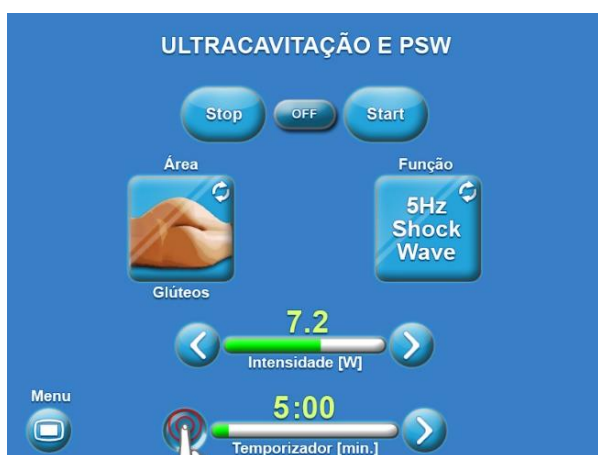 ULTRACAVITAÇÃO E PSW
Stop OFF Start
Área
Função
5Hz
Shock
Wave
Glúteos
7.2
Intensidade [W]
Menu
5:00
Temporizador [min.]